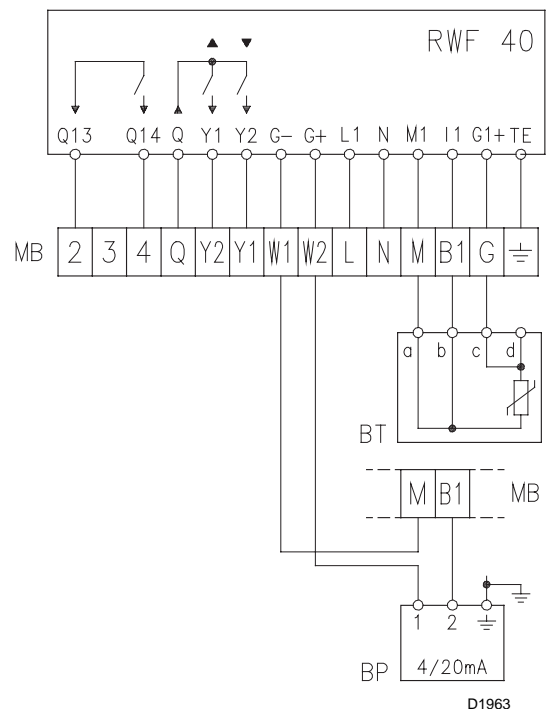 RWF 40
Q13 Q14 Q Y1 Y2 G- G+ L1 N M1 I1 G1+ TE
MB 2 3 4 Q Y2 Y1 W1 W2 L N M B1 G
a b c d
BT
M B1 MB
1 2
BP 4/20mA
D1963